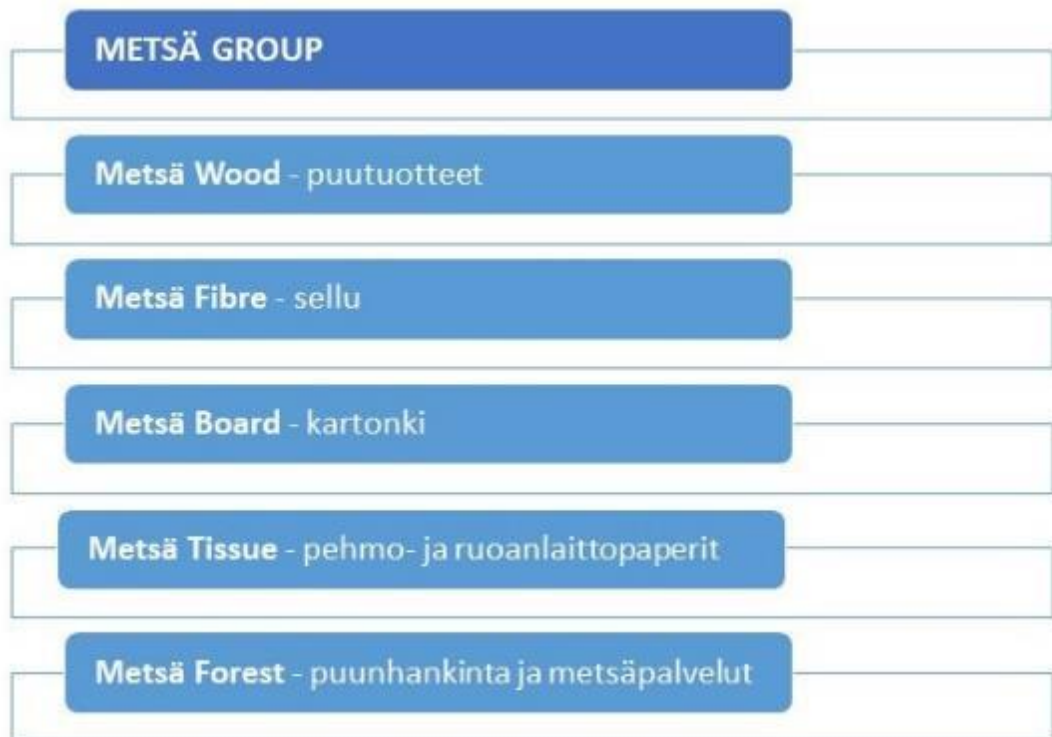 METSÄ GROUP
Metsä Wood - puutuotteet
Metsä Fibre - sellu
Metsä Board - kartonki
Metsä Tissue - pehmo- ja ruoanlaittopaperit
Metsä Forest - puunhankinta ja metsäpalvelut